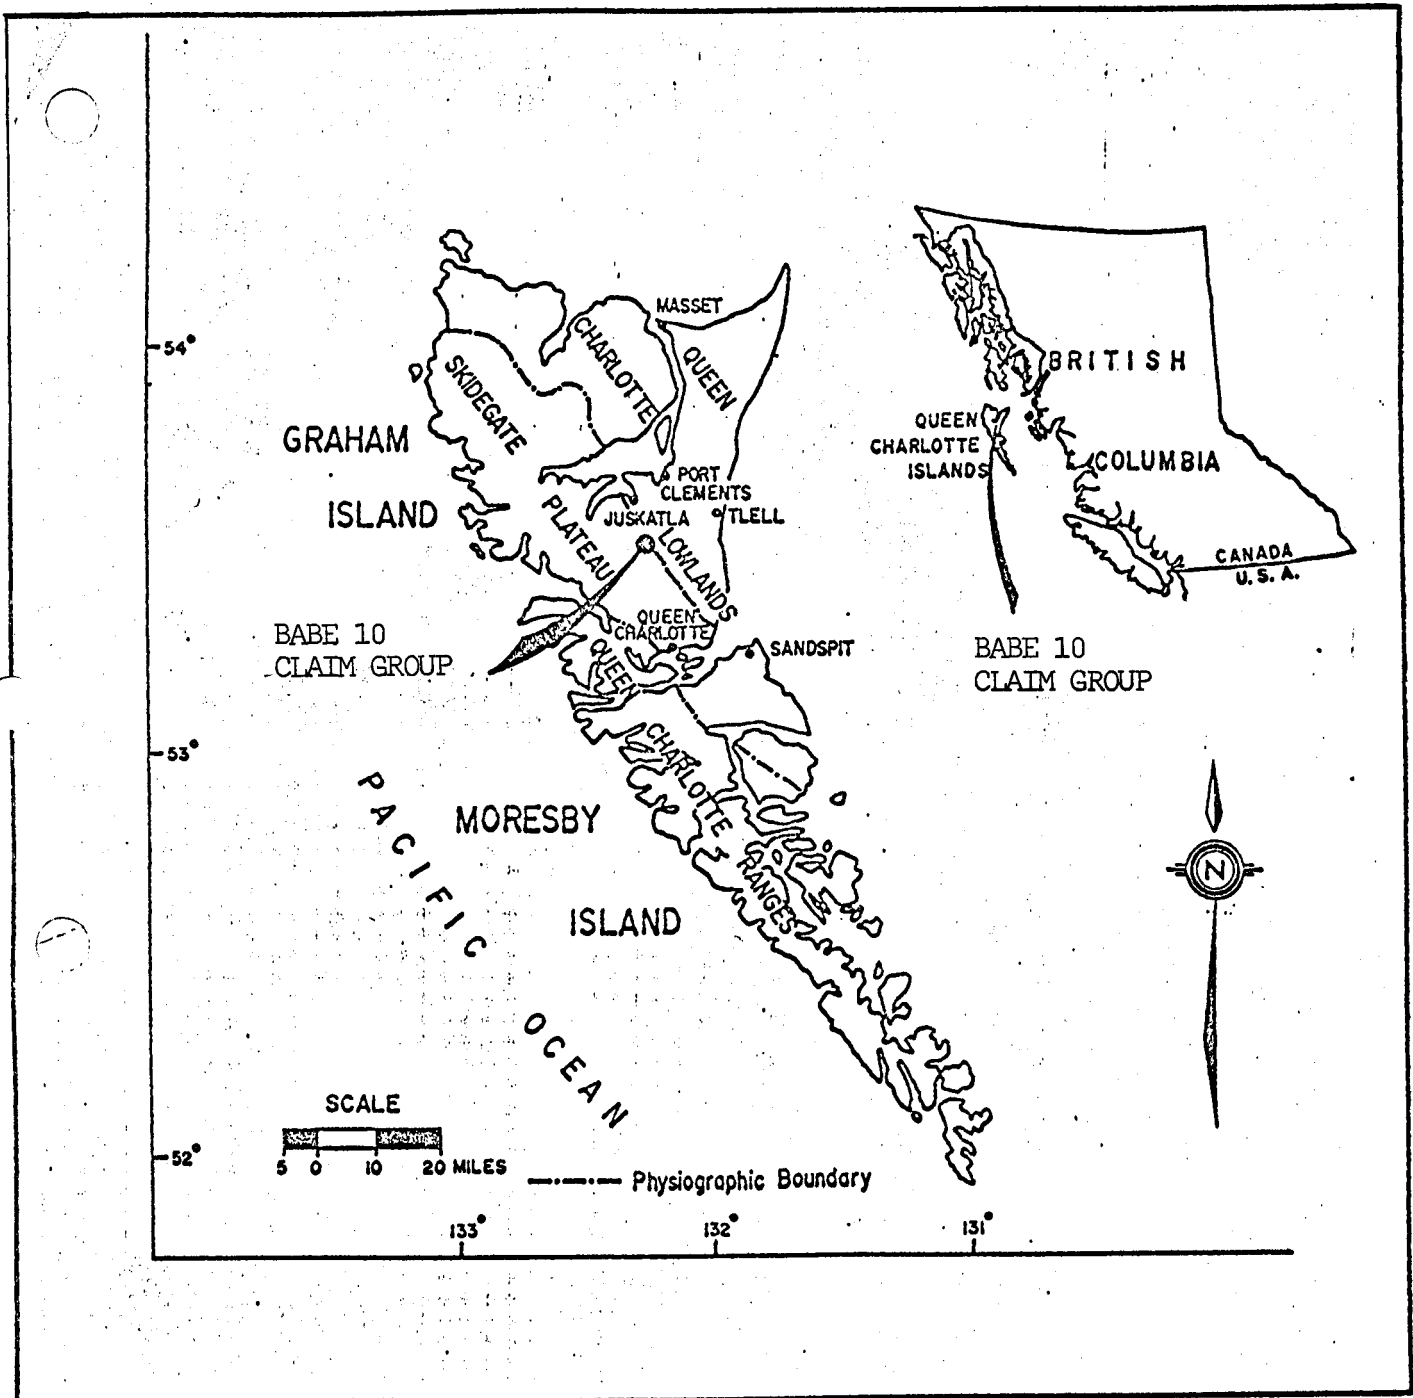 MASSET
54°
CHARLOTTE
QUEEN
SKIDEGATE
BRITISH
GRAHAM
QUEEN
CHARLOTTE
ISLANDS
COLUMBIA
PORT
CLEMENTS
ISLAND
PLATEAU
JUSKATLA
TLELL
LOWLANDS
CANADA
U. S. A.
QUEEN
CHARLOTTE
BABE 10
CLAIM GROUP
SANDSPIT
BABE 10
CLAIM GROUP
QUEEN
CHARLOTTE
RANGES
53°
PACIFIC
OCEAN
MORESBY
ISLAND
N
SCALE
5 0 10 20 MILES
52°
Physiographic Boundary
133° 132° 131°